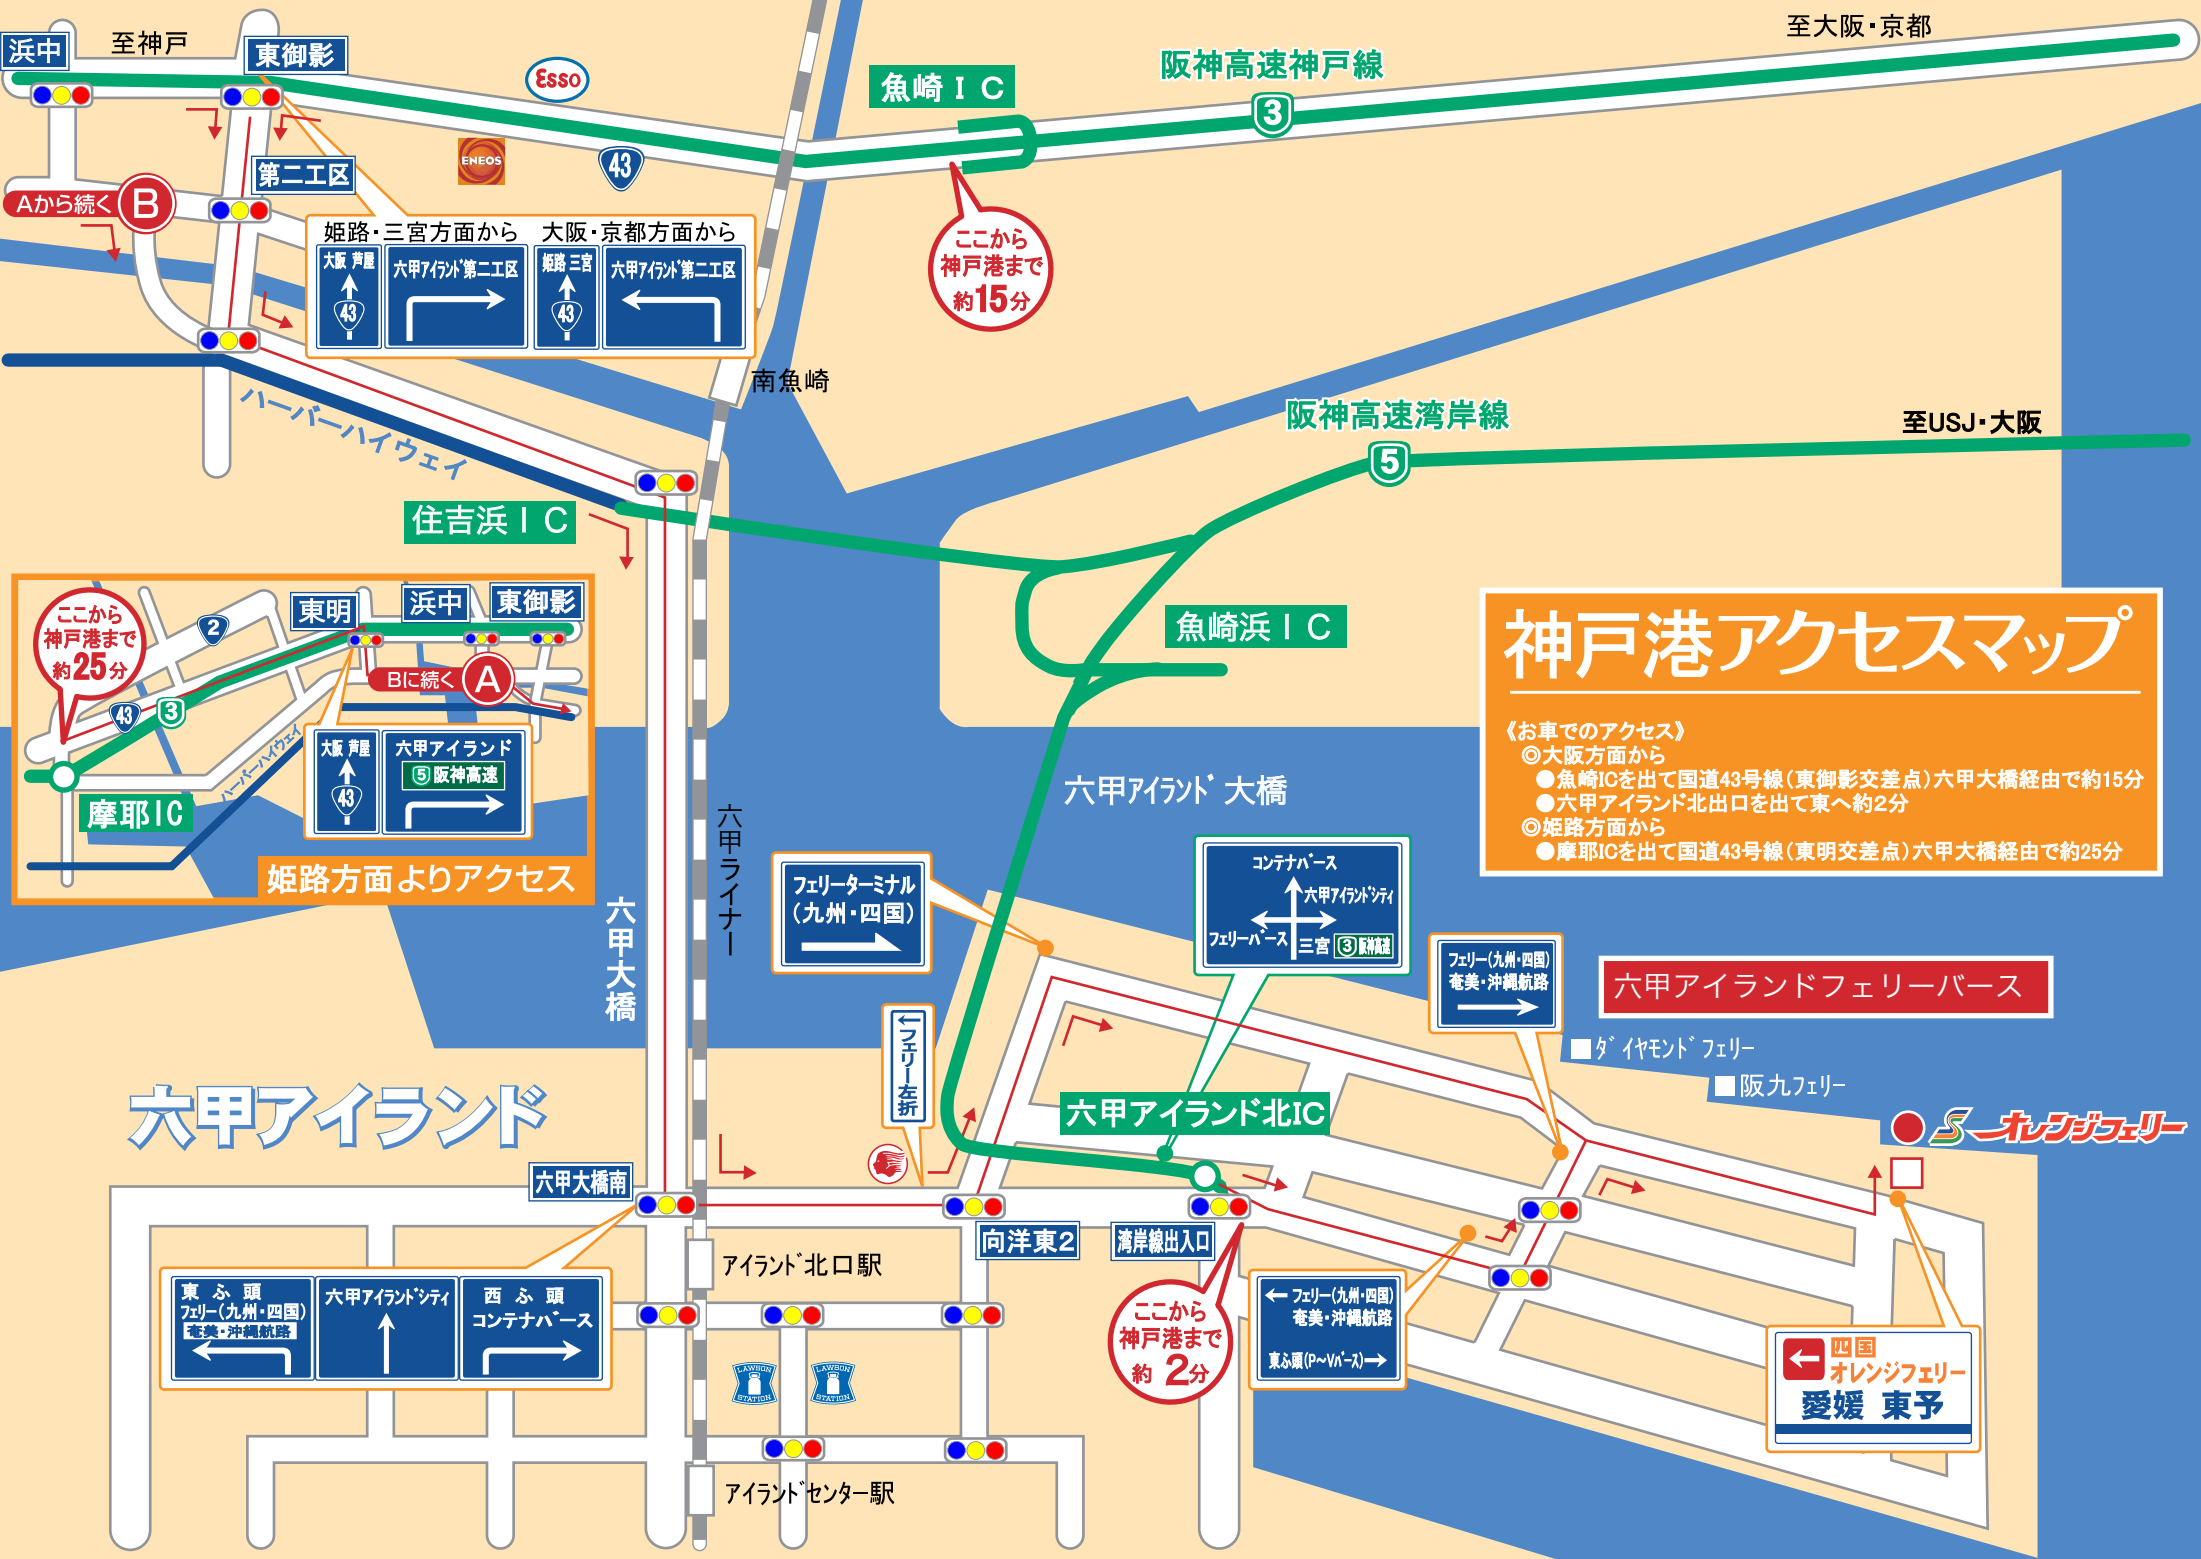 浜中
至神戸
東御影
Esso
魚崎IC
阪神高速神戸線
3
至大阪・京都
ENEOS
43
第二工区
Aから続く
B
姫路・三宮方面から
大阪・京都方面から
大阪 芦屋
43
六甲アイランド第二工区
姫路 三宮
43
六甲アイランド第二工区
ここから
神戸港まで
約15分
南魚崎
ハーバーハイウェイ
阪神高速湾岸線
5
至USJ・大阪
住吉浜IC
魚崎浜IC
ここから
神戸港まで
約25分
2
東明
浜中
東御影
Bに続く
A
43
3
ハーバーハイウェイ
大阪 芦屋
43
六甲アイランド
5 阪神高速
摩耶IC
姫路方面よりアクセス
神戸港アクセスマップ
《お車でのアクセス》
◎大阪方面から
●魚崎ICを出て国道43号線（東御影交差点）六甲大橋経由で約15分
●六甲アイランド北出口を出て東へ約2分
◎姫路方面から
●摩耶ICを出て国道43号線（東明交差点）六甲大橋経由で約25分
六甲アイランド大橋
六甲ライナー
六甲大橋
フェリーターミナル
（九州・四国）
コンテナバース
六甲アイランドシティ
フェリーバース
三宮
3 阪神高速
フェリー（九州・四国）
奄美・沖縄航路
六甲アイランドフェリーバース
ダイヤモンドフェリー
阪九フェリー
オレンジフェリー
←フェリー左折
六甲アイランド北IC
六甲アイランド
六甲大橋南
向洋東2
湾岸線出入口
アイランド北口駅
東ふ頭
フェリー（九州・四国）
奄美・沖縄航路
六甲アイランドシティ
西ふ頭
コンテナバース
ここから
神戸港まで
約 2分
←フェリー（九州・四国）
奄美・沖縄航路
東ふ頭（P〜Vバース）→
四国
オレンジフェリー
愛媛 東予
LAWSON
STATION
LAWSON
STATION
アイランドセンター駅